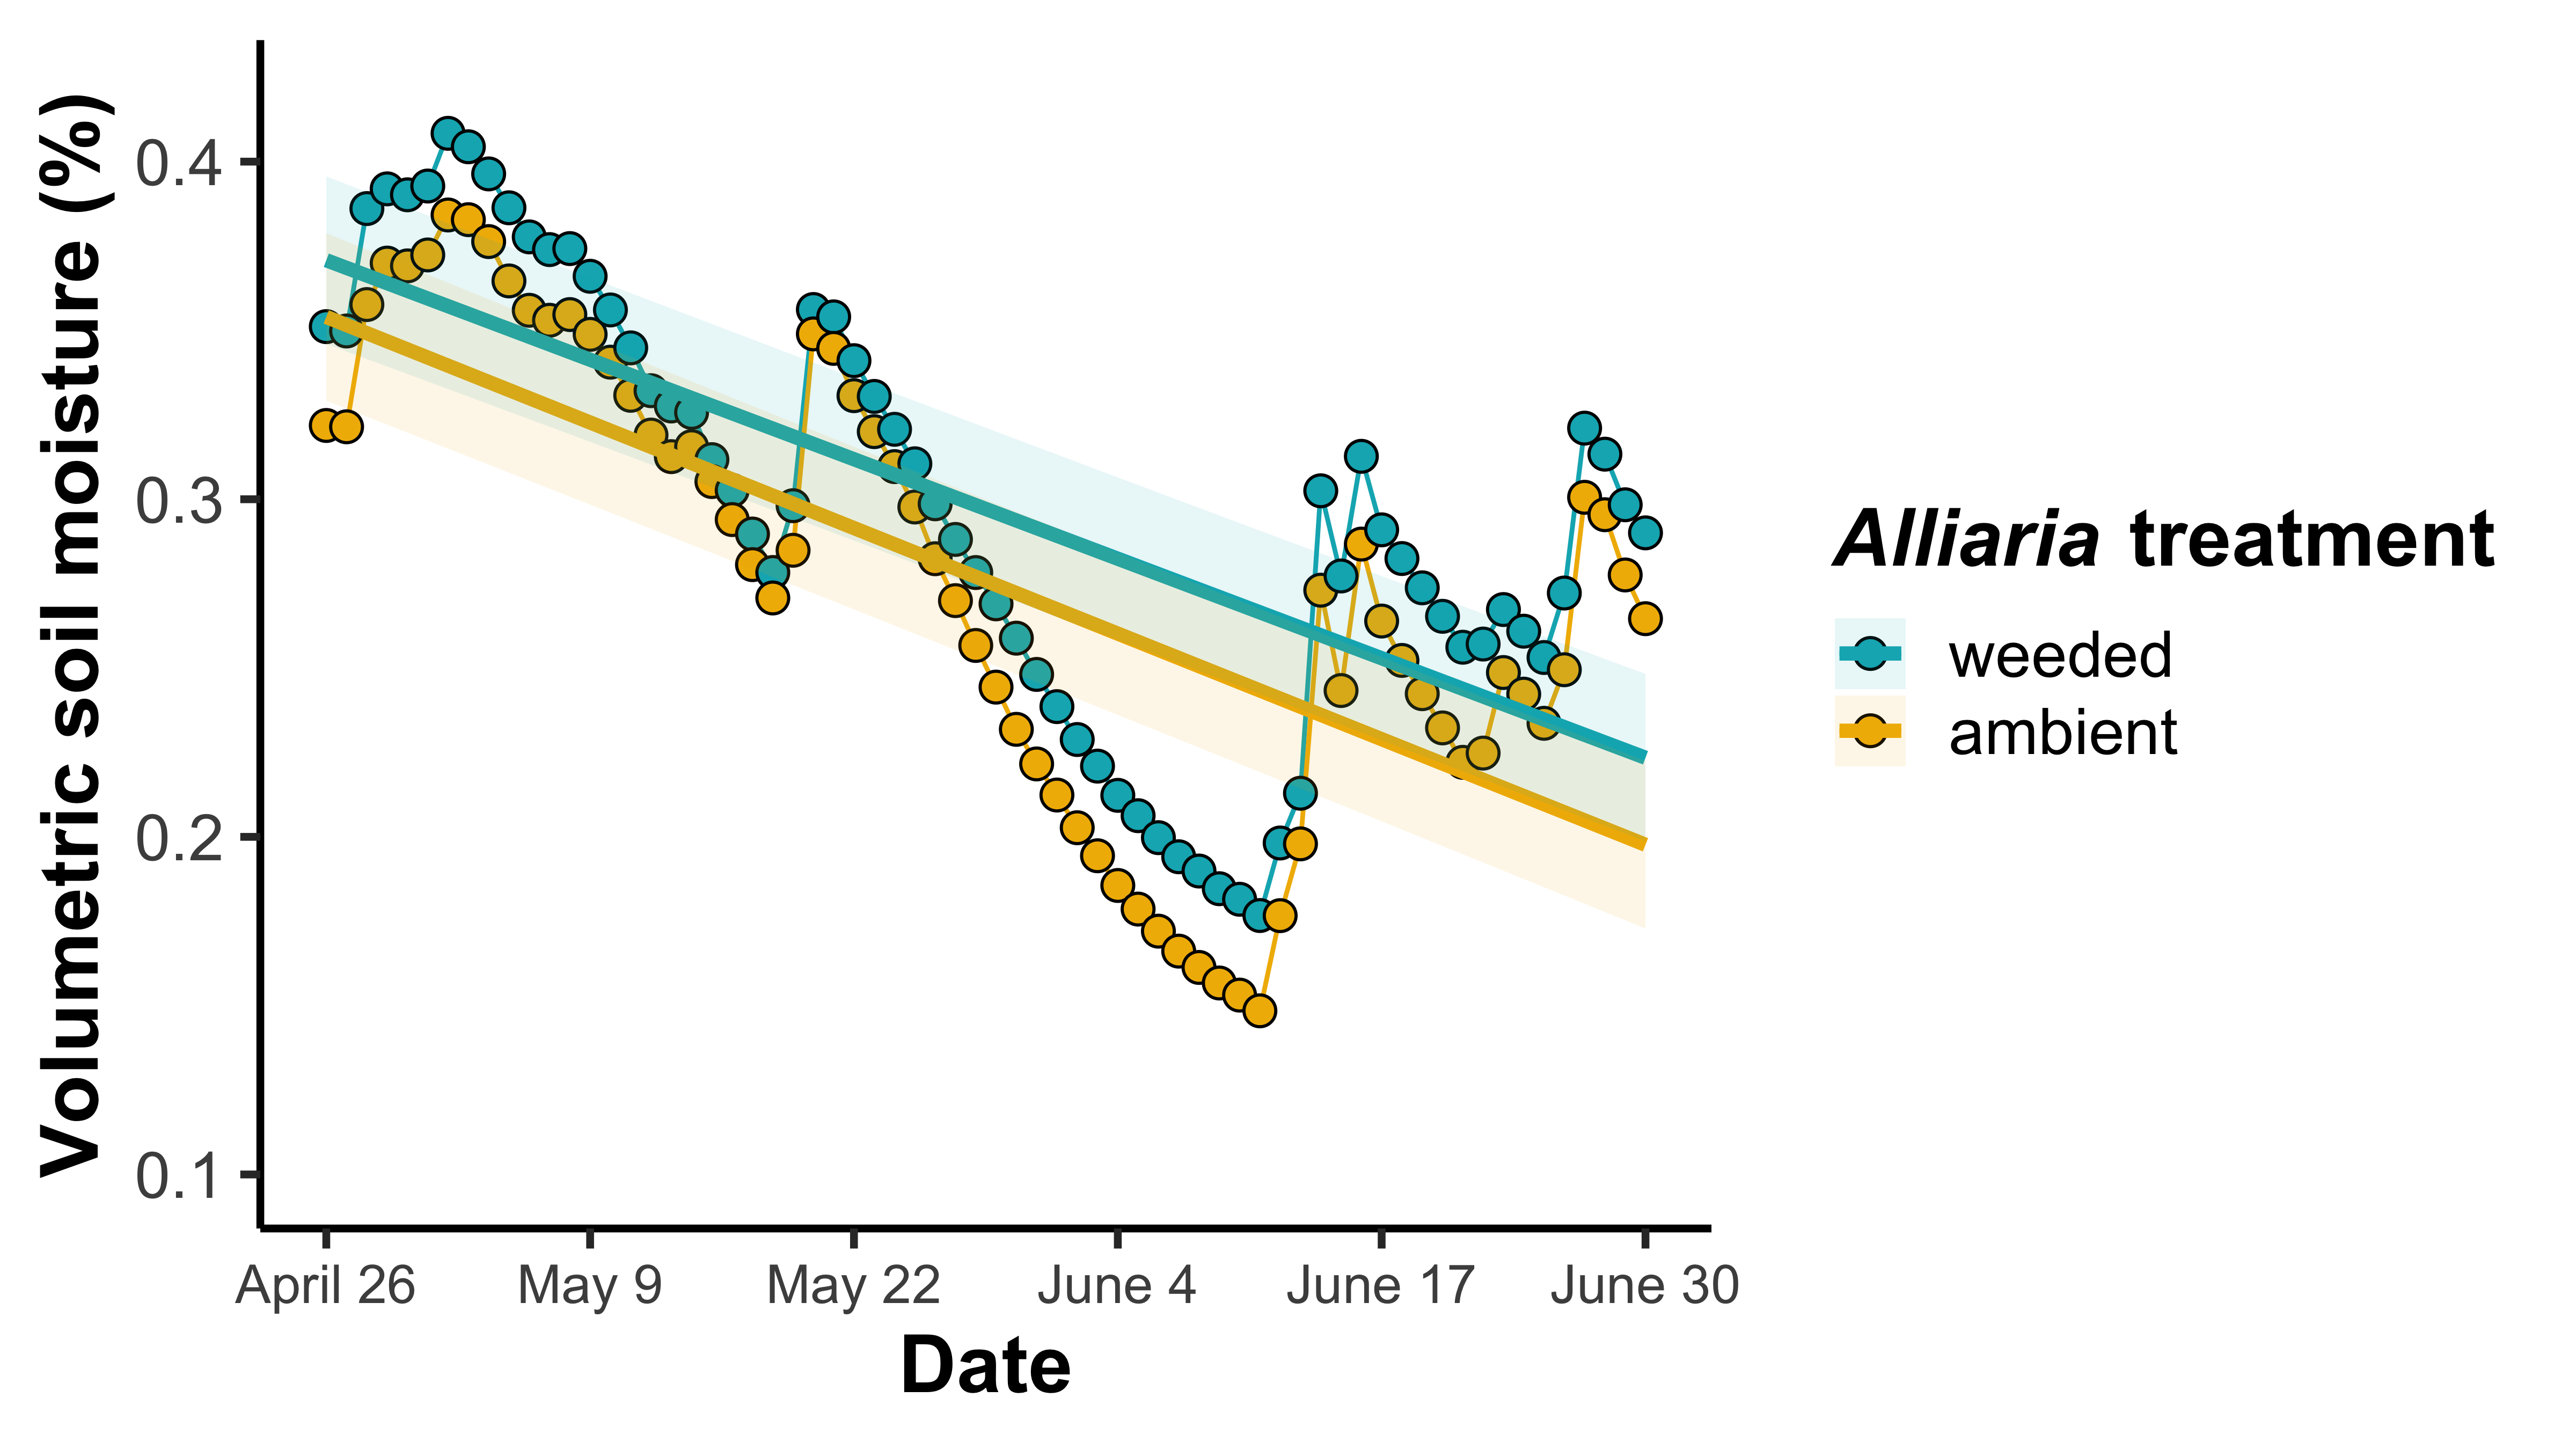 Volumetric soil moisture (%)
0.4
0.3
0.2
0.1
April 26
May 9
May 22
June 4
June 17
June 30
Date
Alliaria treatment
weeded
ambient